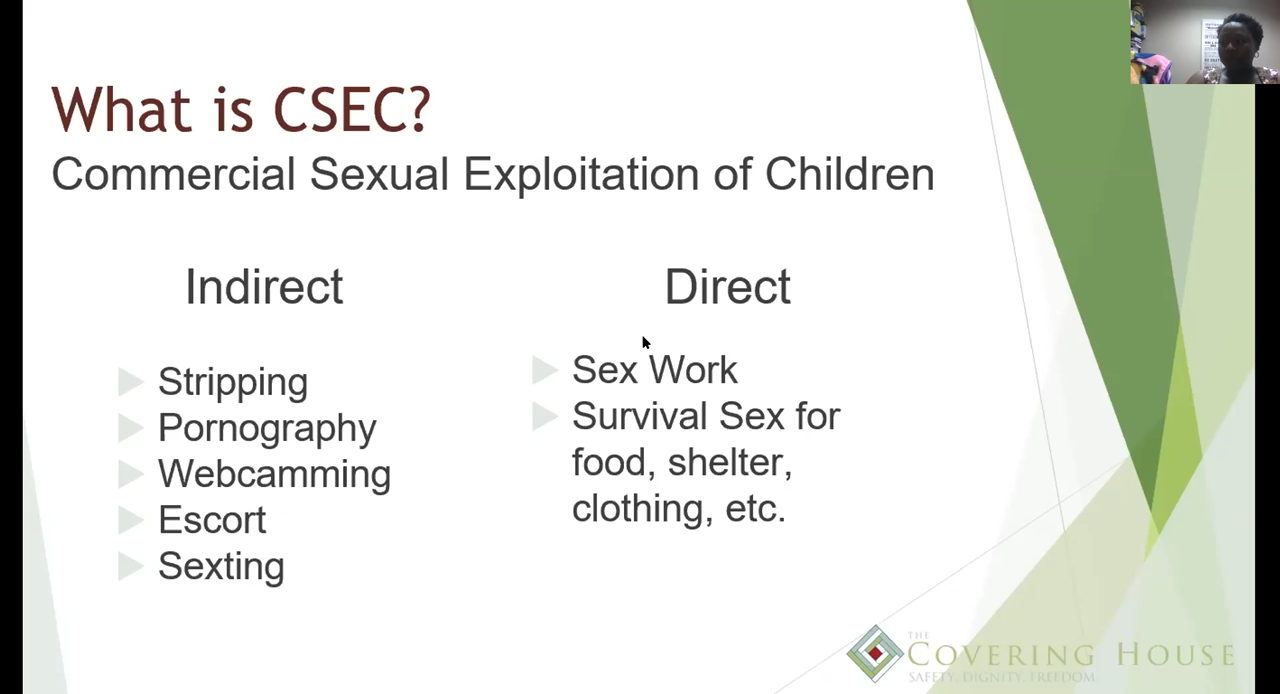 What is CSEC?
Commercial Sexual Exploitation of Children
Indirect
Stripping
Pornography
Webcamming
Escort
Sexting
Direct
Sex Work
Survival Sex for
food, shelter,
clothing, etc.
THE
COVERING HOUSE
SAFETY. DIGNITY. FREEDOM.